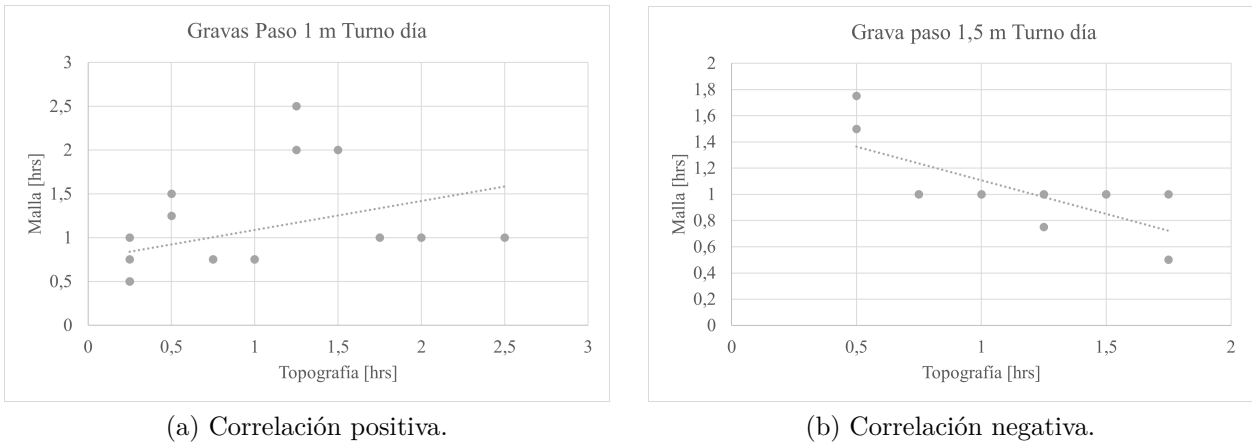 Gravas Paso 1 m Turno día
3
2,5
2
1,5
1
0,5
0
Malla [hrs]
0 0,5 1 1,5 2 2,5 3
Topografía [hrs]
(a) Correlación positiva.
Grava paso 1,5 m Turno día
2
1,8
1,6
1,4
1,2
1
0,8
0,6
0,4
0,2
0
Malla [hrs]
0 0,5 1 1,5 2
Topografía [hrs]
(b) Correlación negativa.